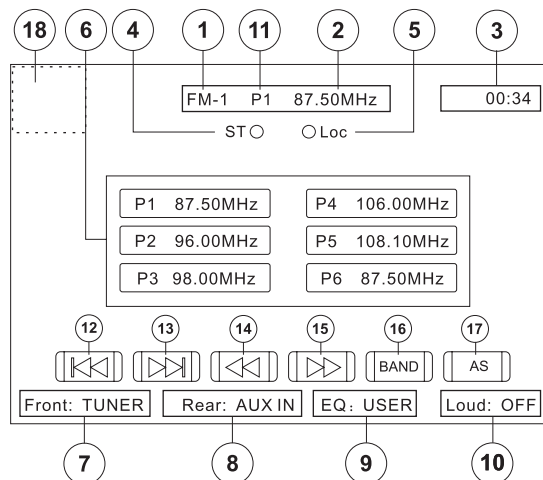 18 6 4 1 11 2 5 3
FM-1 P1 87.50MHz 00:34
ST Loc
P1 87.50MHz P4 106.00MHz
P2 96.00MHz P5 108.10MHz
P3 98.00MHz P6 87.50MHz
12 13 14 15 16 17
BAND AS
Front: TUNER Rear: AUX IN EQ: USER Loud: OFF
7 8 9 10